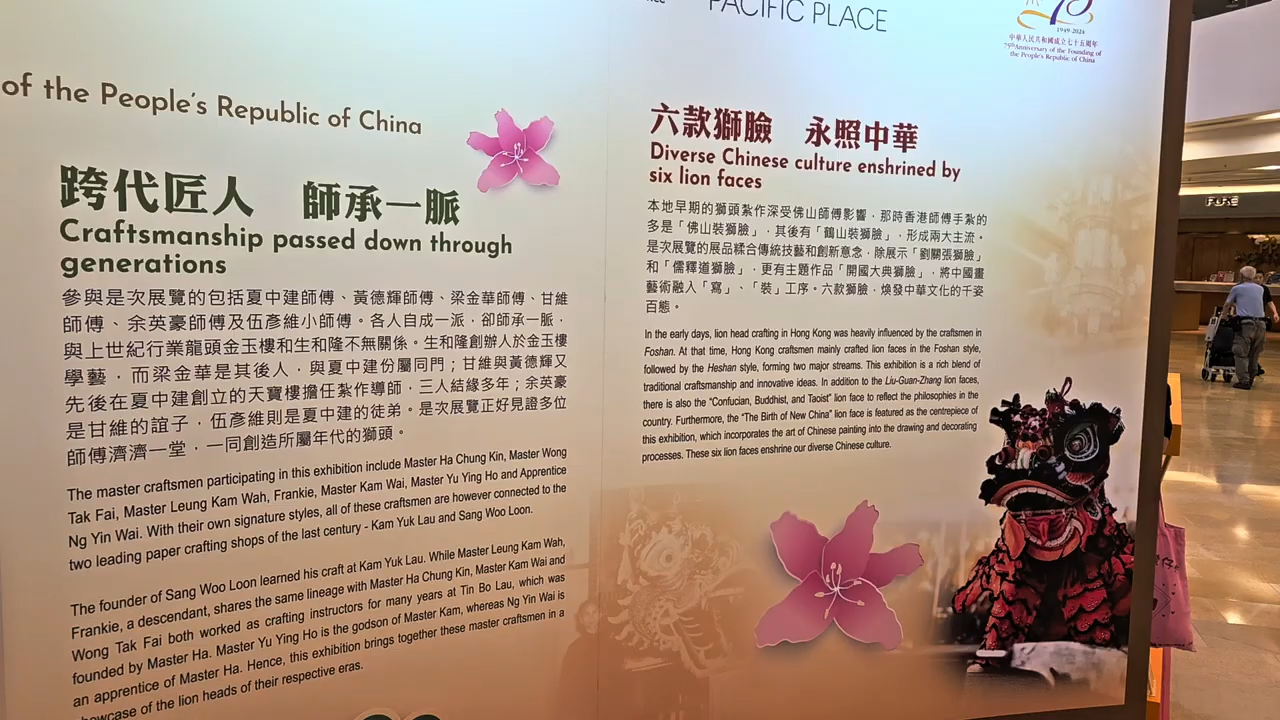 PACIFIC PLACE
1949-2024
中華人民共和國成立七十五周年
75th Anniversary of the Founding of
the People's Republic of China
of the People's Republic of China
跨代匠人 師承一脈
Craftsmanship passed down through
generations
參與是次展覽的包括夏中建師傅、黃德輝師傅、梁金華師傅、甘維
師傅、余英豪師傅及伍彥維小師傅。各人自成一派，卻師承一脈，
與上世紀行業龍頭金玉樓和生和隆不無關係。生和隆創辦人於金玉樓
學藝，而梁金華是其後人，與夏中建份屬同門；甘維與黃德輝又
先後在夏中建創立的天寶樓擔任紮作導師，三人結緣多年；余英豪
是甘維的誼子，伍彥維則是夏中建的徒弟。是次展覽正好見證多位
師傅濟濟一堂，一同創造所屬年代的獅頭。
The master craftsmen participating in this exhibition include Master Ha Chung Kin, Master Wong
Tak Fai, Master Leung Kam Wah, Frankie, Master Kam Wai, Master Yu Ying Ho and Apprentice
Ng Yin Wai. With their own signature styles, all of these craftsmen are however connected to the
two leading paper crafting shops of the last century - Kam Yuk Lau and Sang Woo Loon.
The founder of Sang Woo Loon learned his craft at Kam Yuk Lau. While Master Leung Kam Wah,
Frankie, a descendant, shares the same lineage with Master Ha Chung Kin, Master Kam Wai and
Wong Tak Fai both worked as crafting instructors for many years at Tin Bo Lau, which was
founded by Master Ha. Master Yu Ying Ho is the godson of Master Kam, whereas Ng Yin Wai is
an apprentice of Master Ha. Hence, this exhibition brings together these master craftsmen in a
showcase of the lion heads of their respective eras.
六款獅臉 永照中華
Diverse Chinese culture enshrined by
six lion faces
本地早期的獅頭紮作深受佛山師傅影響，那時香港師傅手紮的
多是「佛山裝獅臉」，其後有「鶴山裝獅臉」，形成兩大主流。
是次展覽的展品糅合傳統技藝和創新意念，除展示「劉關張獅臉」
和「儒釋道獅臉」，更有主題作品「開國大典獅臉」，將中國畫
藝術融入「寫」、「裝」工序。六款獅臉，煥發中華文化的千姿
百態。
In the early days, lion head crafting in Hong Kong was heavily influenced by the craftsmen in
Foshan. At that time, Hong Kong craftsmen mainly crafted lion faces in the Foshan style,
followed by the Heshan style, forming two major streams. This exhibition is a rich blend of
traditional craftsmanship and innovative ideas. In addition to the Liu-Guan-Zhang lion faces,
there is also the "Confucian, Buddhist, and Taoist" lion face to reflect the philosophies in the
country. Furthermore, the "The Birth of New China" lion face is featured as the centrepiece of
this exhibition, which incorporates the art of Chinese painting into the drawing and decorating
processes. These six lion faces enshrine our diverse Chinese culture.